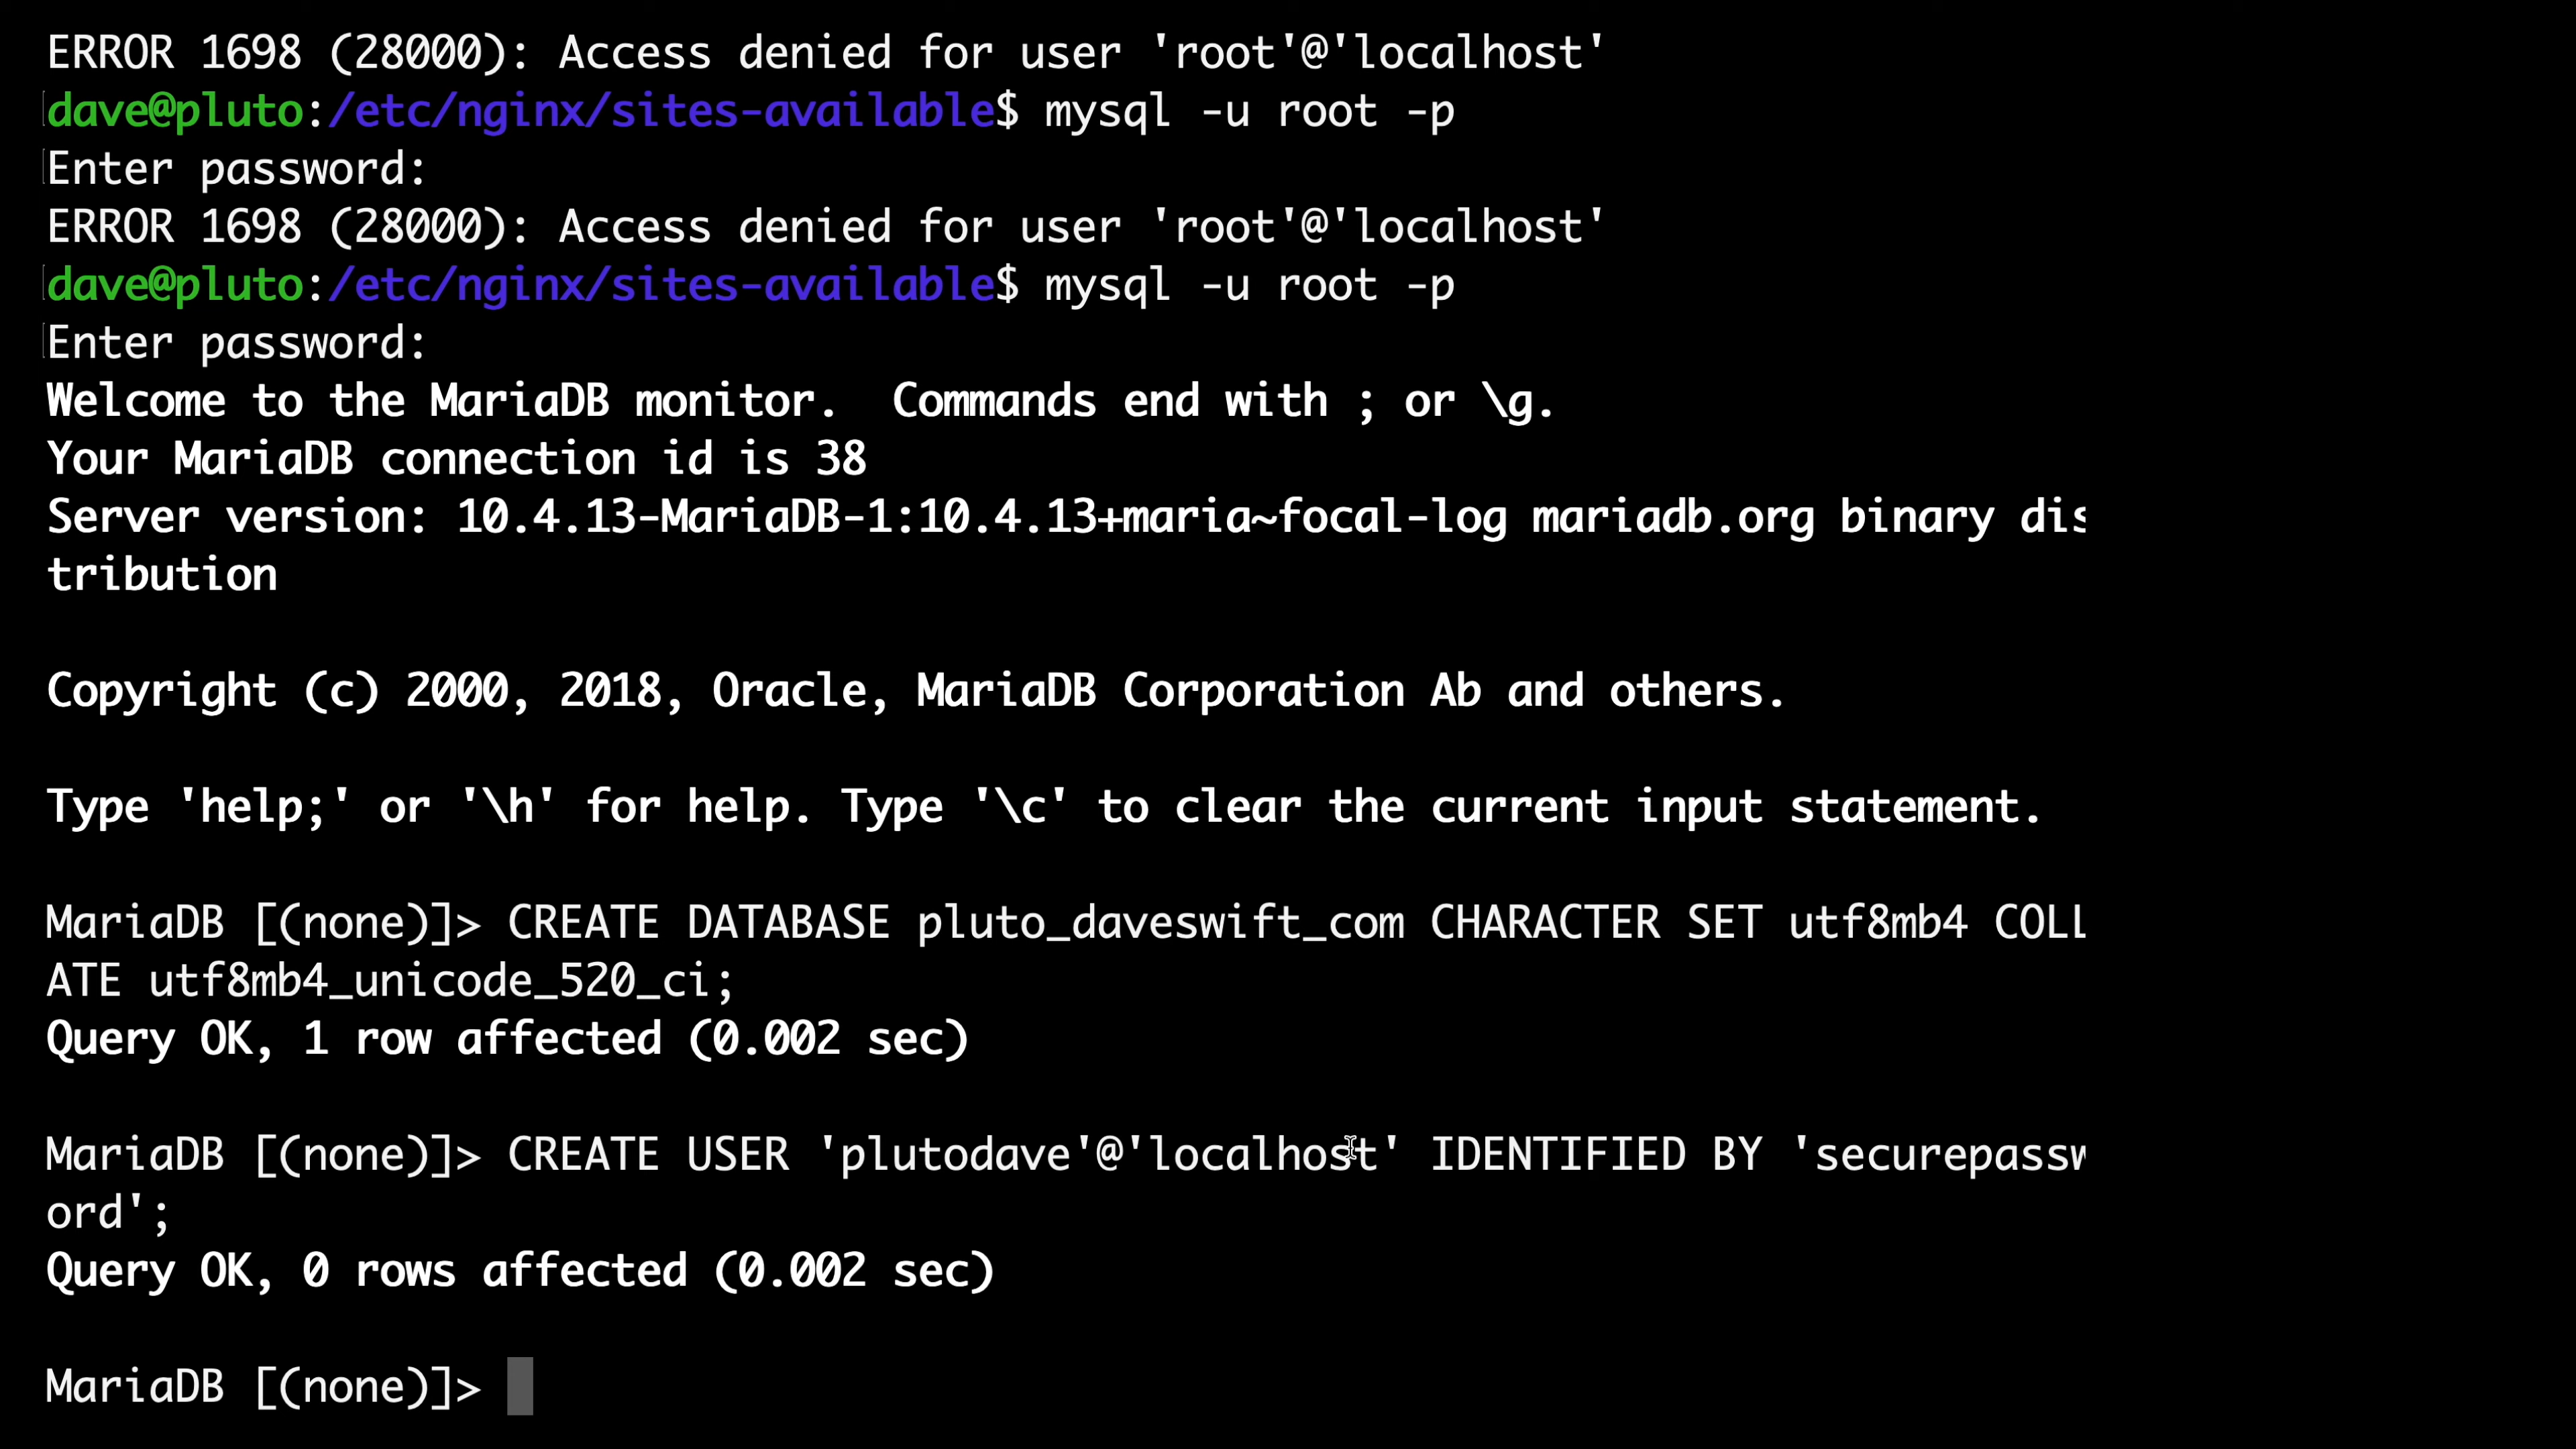 ERROR 1698 (28000): Access denied for user 'root'@'localhost'
dave@pluto:/etc/nginx/sites-available$ mysql -u root -p
Enter password:
ERROR 1698 (28000): Access denied for user 'root'@'localhost'
dave@pluto:/etc/nginx/sites-available$ mysql -u root -p
Enter password:
Welcome to the MariaDB monitor.  Commands end with ; or \g.
Your MariaDB connection id is 38
Server version: 10.4.13-MariaDB-1:10.4.13+maria~focal-log mariadb.org binary dis
tribution
Copyright (c) 2000, 2018, Oracle, MariaDB Corporation Ab and others.
Type 'help;' or '\h' for help. Type '\c' to clear the current input statement.
MariaDB [(none)]> CREATE DATABASE pluto_daveswift_com CHARACTER SET utf8mb4 COLL
ATE utf8mb4_unicode_520_ci;
Query OK, 1 row affected (0.002 sec)
MariaDB [(none)]> CREATE USER 'plutodave'@'localhost' IDENTIFIED BY 'securepassw
ord';
Query OK, 0 rows affected (0.002 sec)
MariaDB [(none)]>